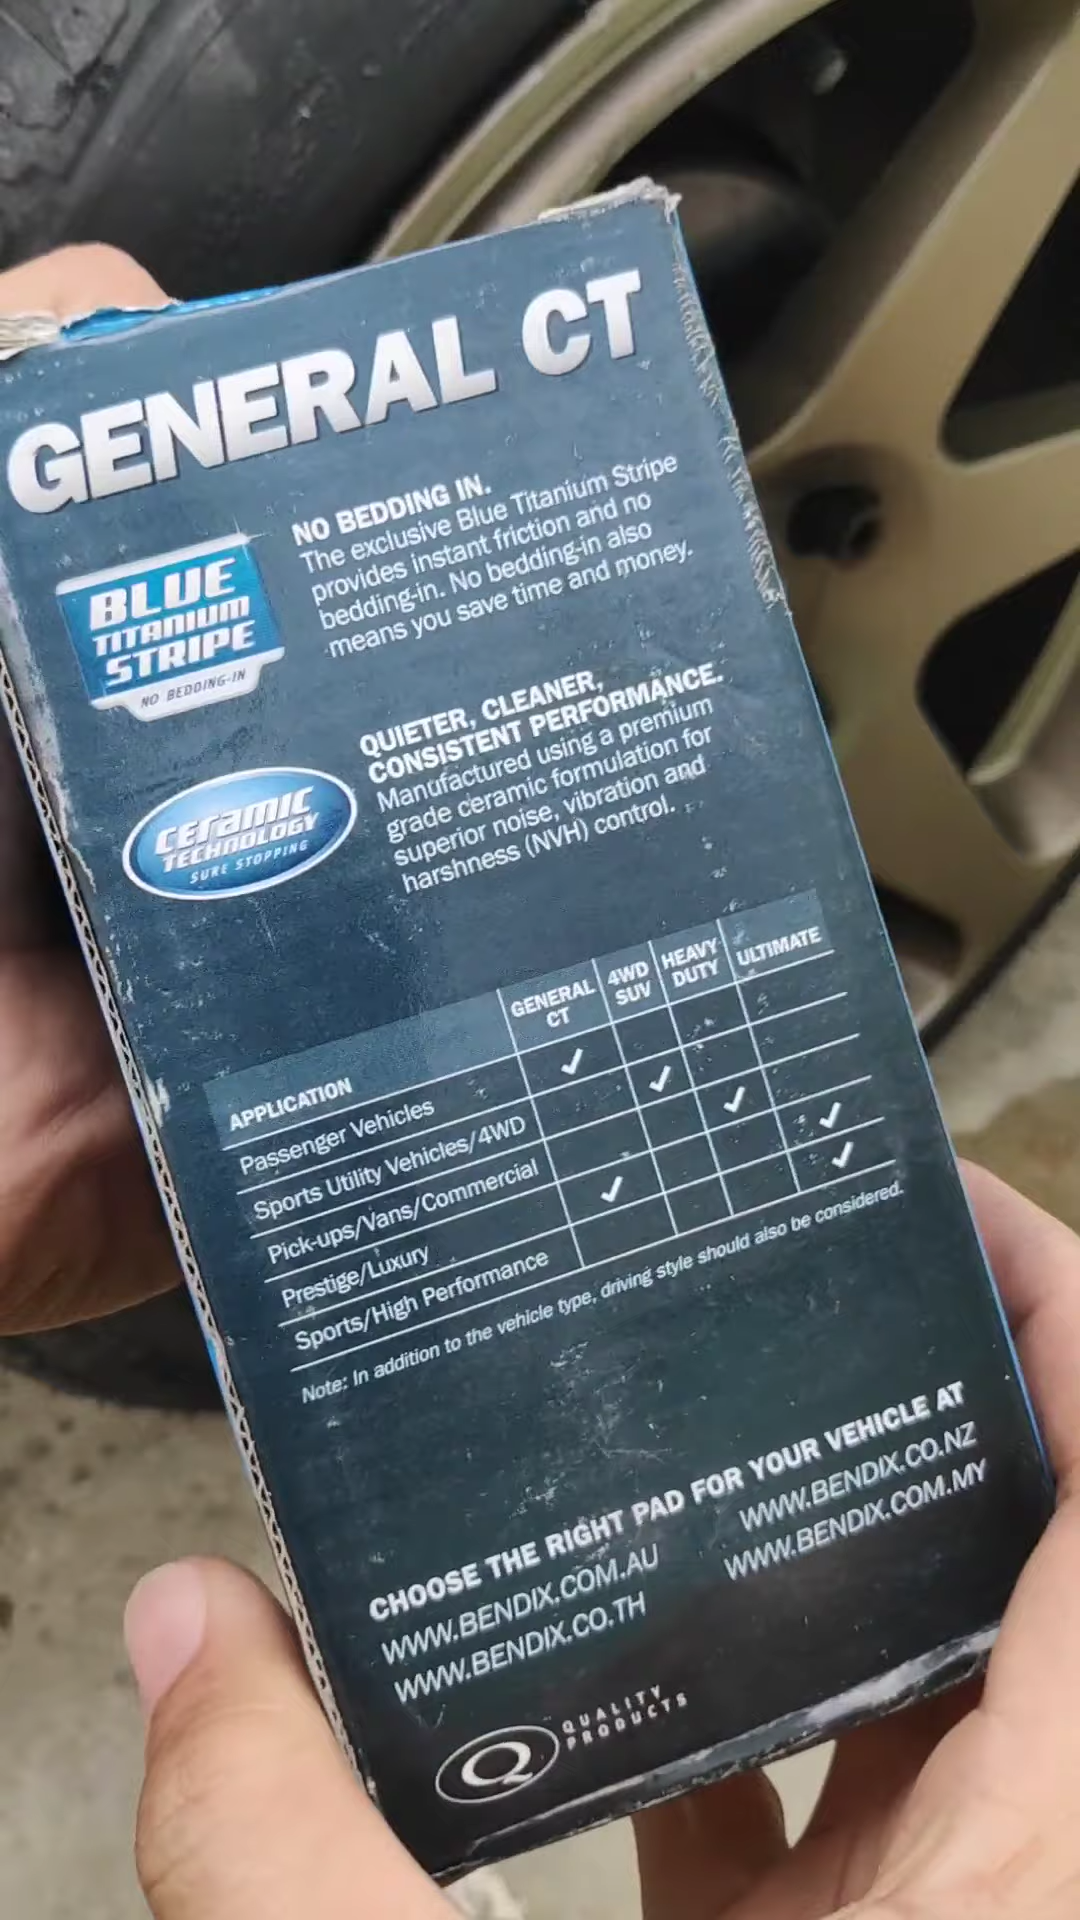 GENERAL CT
BLUE
TITANIUM
STRIPE
NO BEDDING-IN
NO BEDDING IN.
The exclusive Blue Titanium Stripe
provides instant friction and no
bedding-in. No bedding-in also
means you save time and money.
CERAMIC
TECHNOLOGY
SURE STOPPING
QUIETER, CLEANER,
CONSISTENT PERFORMANCE.
Manufactured using a premium
grade ceramic formulation for
superior noise, vibration and
harshness (NVH) control.
APPLICATION GENERAL CT 4WD SUV HEAVY DUTY ULTIMATE
Passenger Vehicles ✓
Sports Utility Vehicles/4WD ✓
Pick-ups/Vans/Commercial ✓
Prestige/Luxury ✓ ✓
Sports/High Performance ✓
Note: In addition to the vehicle type, driving style should also be considered.
CHOOSE THE RIGHT PAD FOR YOUR VEHICLE AT
WWW.BENDIX.COM.AU WWW.BENDIX.CO.NZ
WWW.BENDIX.CO.TH WWW.BENDIX.COM.MY
Q QUALITY
PRODUCTS